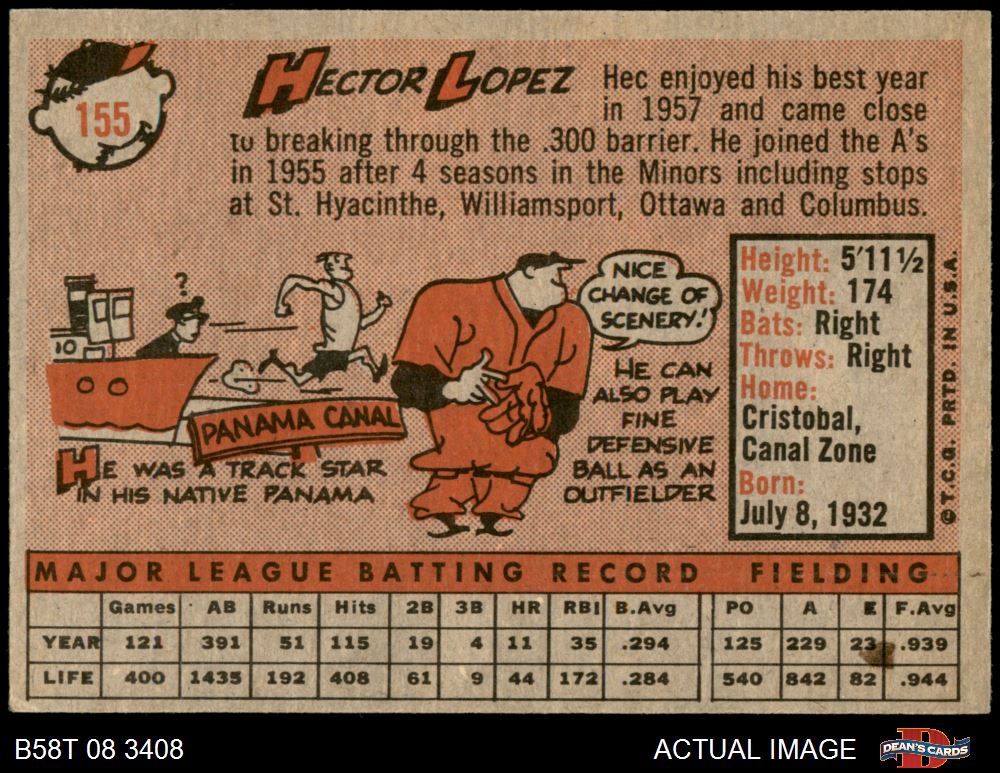 155
HECTOR LOPEZ
Hec enjoyed his best year
in 1957 and came close
to breaking through the .300 barrier. He joined the A's
in 1955 after 4 seasons in the Minors including stops
at St. Hyacinthe, Williamsport, Ottawa and Columbus.
?
PANAMA CANAL
HE WAS A TRACK STAR
IN HIS NATIVE PANAMA
NICE
CHANGE OF
SCENERY!
HE CAN
ALSO PLAY
FINE
DEFENSIVE
BALL AS AN
OUTFIELDER
Height: 5'11½
Weight: 174
Bats: Right
Throws: Right
Home:
Cristobal,
Canal Zone
Born:
July 8, 1932
© T.C.G. PRTD. IN U.S.A.
MAJOR LEAGUE BATTING RECORD FIELDING
Games AB Runs Hits 2B 3B HR RBI B.Avg PO A E F.Avg
YEAR 121 391 51 115 19 4 11 35 .294 125 229 23 .939
LIFE 400 1435 192 408 61 9 44 172 .284 540 842 82 .944
B58T 08 3408 ACTUAL IMAGE D DEAN'S CARDS